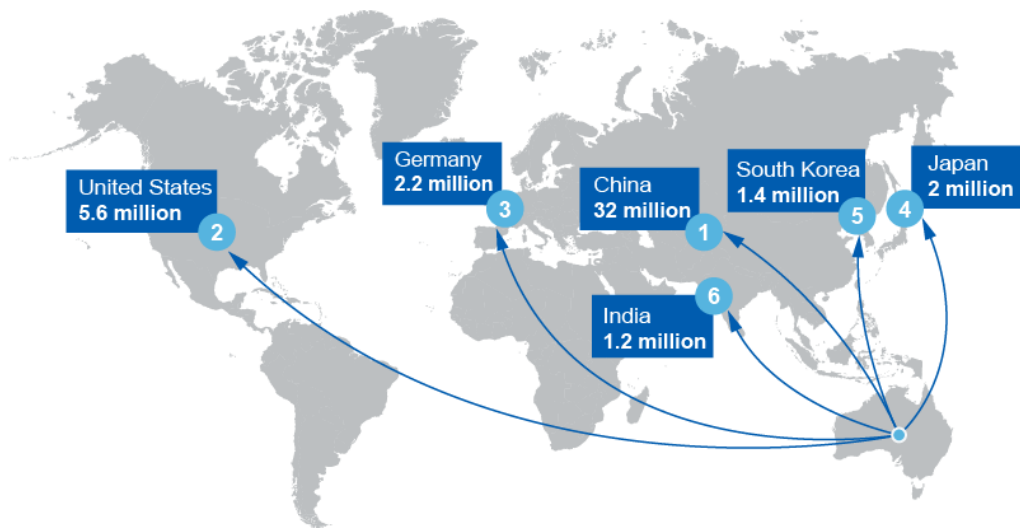 United States
5.6 million
2
Germany
2.2 million
3
China
32 million
1
South Korea
1.4 million
5
Japan
2 million
4
India
1.2 million
6